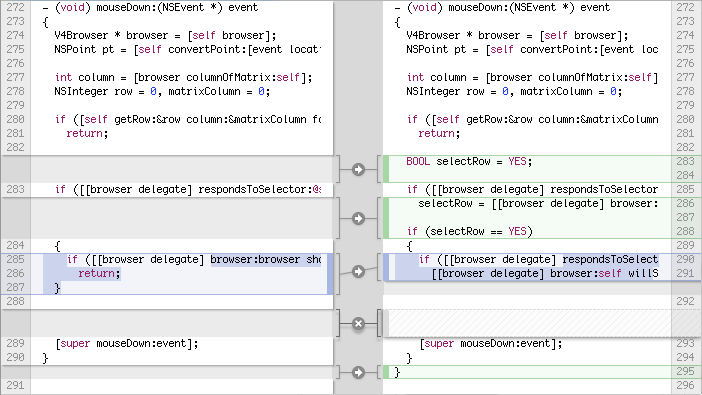 272 - (void) mouseDown:(NSEvent *) event
273 {
274 V4Browser * browser = [self browser];
275 NSPoint pt = [self convertPoint:[event locat
276
277 int column = [browser columnOfMatrix:self];
278 NSInteger row = 0, matrixColumn = 0;
279
280 if ([self getRow:&row column:&matrixColumn fo
281 return;
282
283 if ([[browser delegate] respondsToSelector:@s
284 {
285 if ([[browser delegate] browser:browser sho
286 return;
287 }
288
289 [super mouseDown:event];
290 }
291
- (void) mouseDown:(NSEvent *) event 272
{ 273
V4Browser * browser = [self browser]; 274
NSPoint pt = [self convertPoint:[event loc 275
276
int column = [browser columnOfMatrix:self] 277
NSInteger row = 0, matrixColumn = 0; 278
279
if ([self getRow:&row column:&matrixColumn 280
return; 281
282
BOOL selectRow = YES; 283
284
if ([[browser delegate] respondsToSelector 285
selectRow = [[browser delegate] browser: 286
287
if (selectRow == YES) 288
{ 289
if ([[browser delegate] respondsToSelect 290
[[browser delegate] browser:self willS 291
292
[super mouseDown:event]; 293
} 294
} 295
296